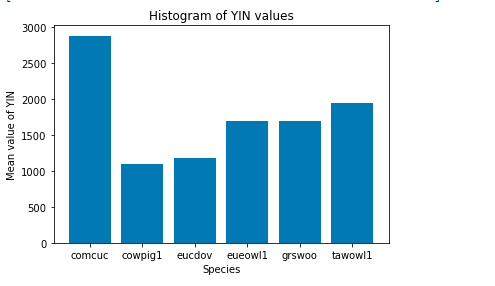 Histogram of YIN values
3000
2500
2000
1500
1000
500
0
Mean value of YIN
comcuc cowpig1 eucdov eueowl1 grswoo tawowl1
Species